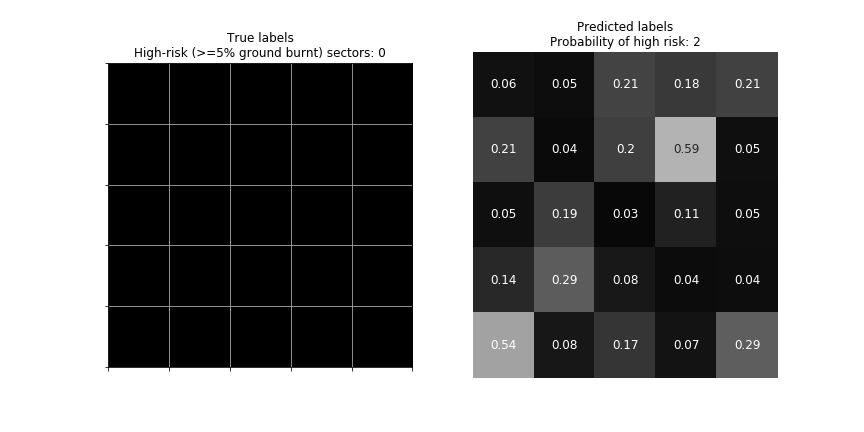 True labels
High-risk (>=5% ground burnt) sectors: 0
Predicted labels
Probability of high risk: 2
0.06 0.05 0.21 0.18 0.21
0.21 0.04 0.2 0.59 0.05
0.05 0.19 0.03 0.11 0.05
0.14 0.29 0.08 0.04 0.04
0.54 0.08 0.17 0.07 0.29